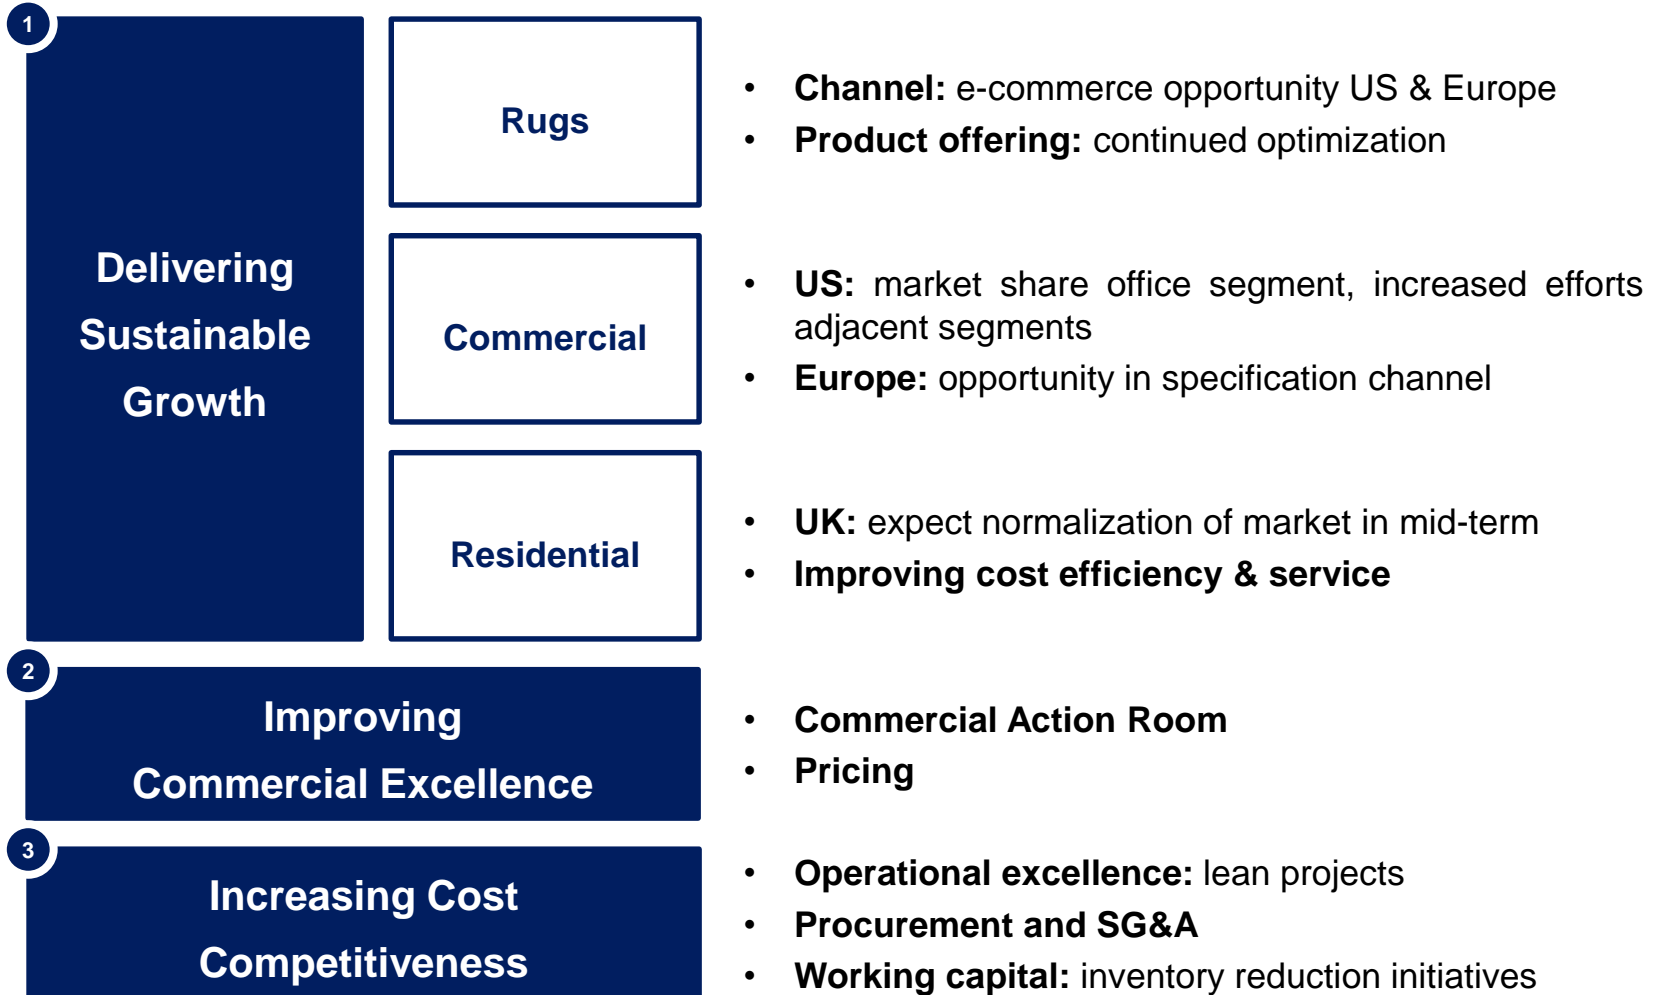 1
Delivering
Sustainable
Growth
Rugs
• Channel: e-commerce opportunity US & Europe
• Product offering: continued optimization
Commercial
• US: market share office segment, increased efforts
adjacent segments
• Europe: opportunity in specification channel
Residential
• UK: expect normalization of market in mid-term
• Improving cost efficiency & service
2
Improving
Commercial Excellence
• Commercial Action Room
• Pricing
3
Increasing Cost
Competitiveness
• Operational excellence: lean projects
• Procurement and SG&A
• Working capital: inventory reduction initiatives